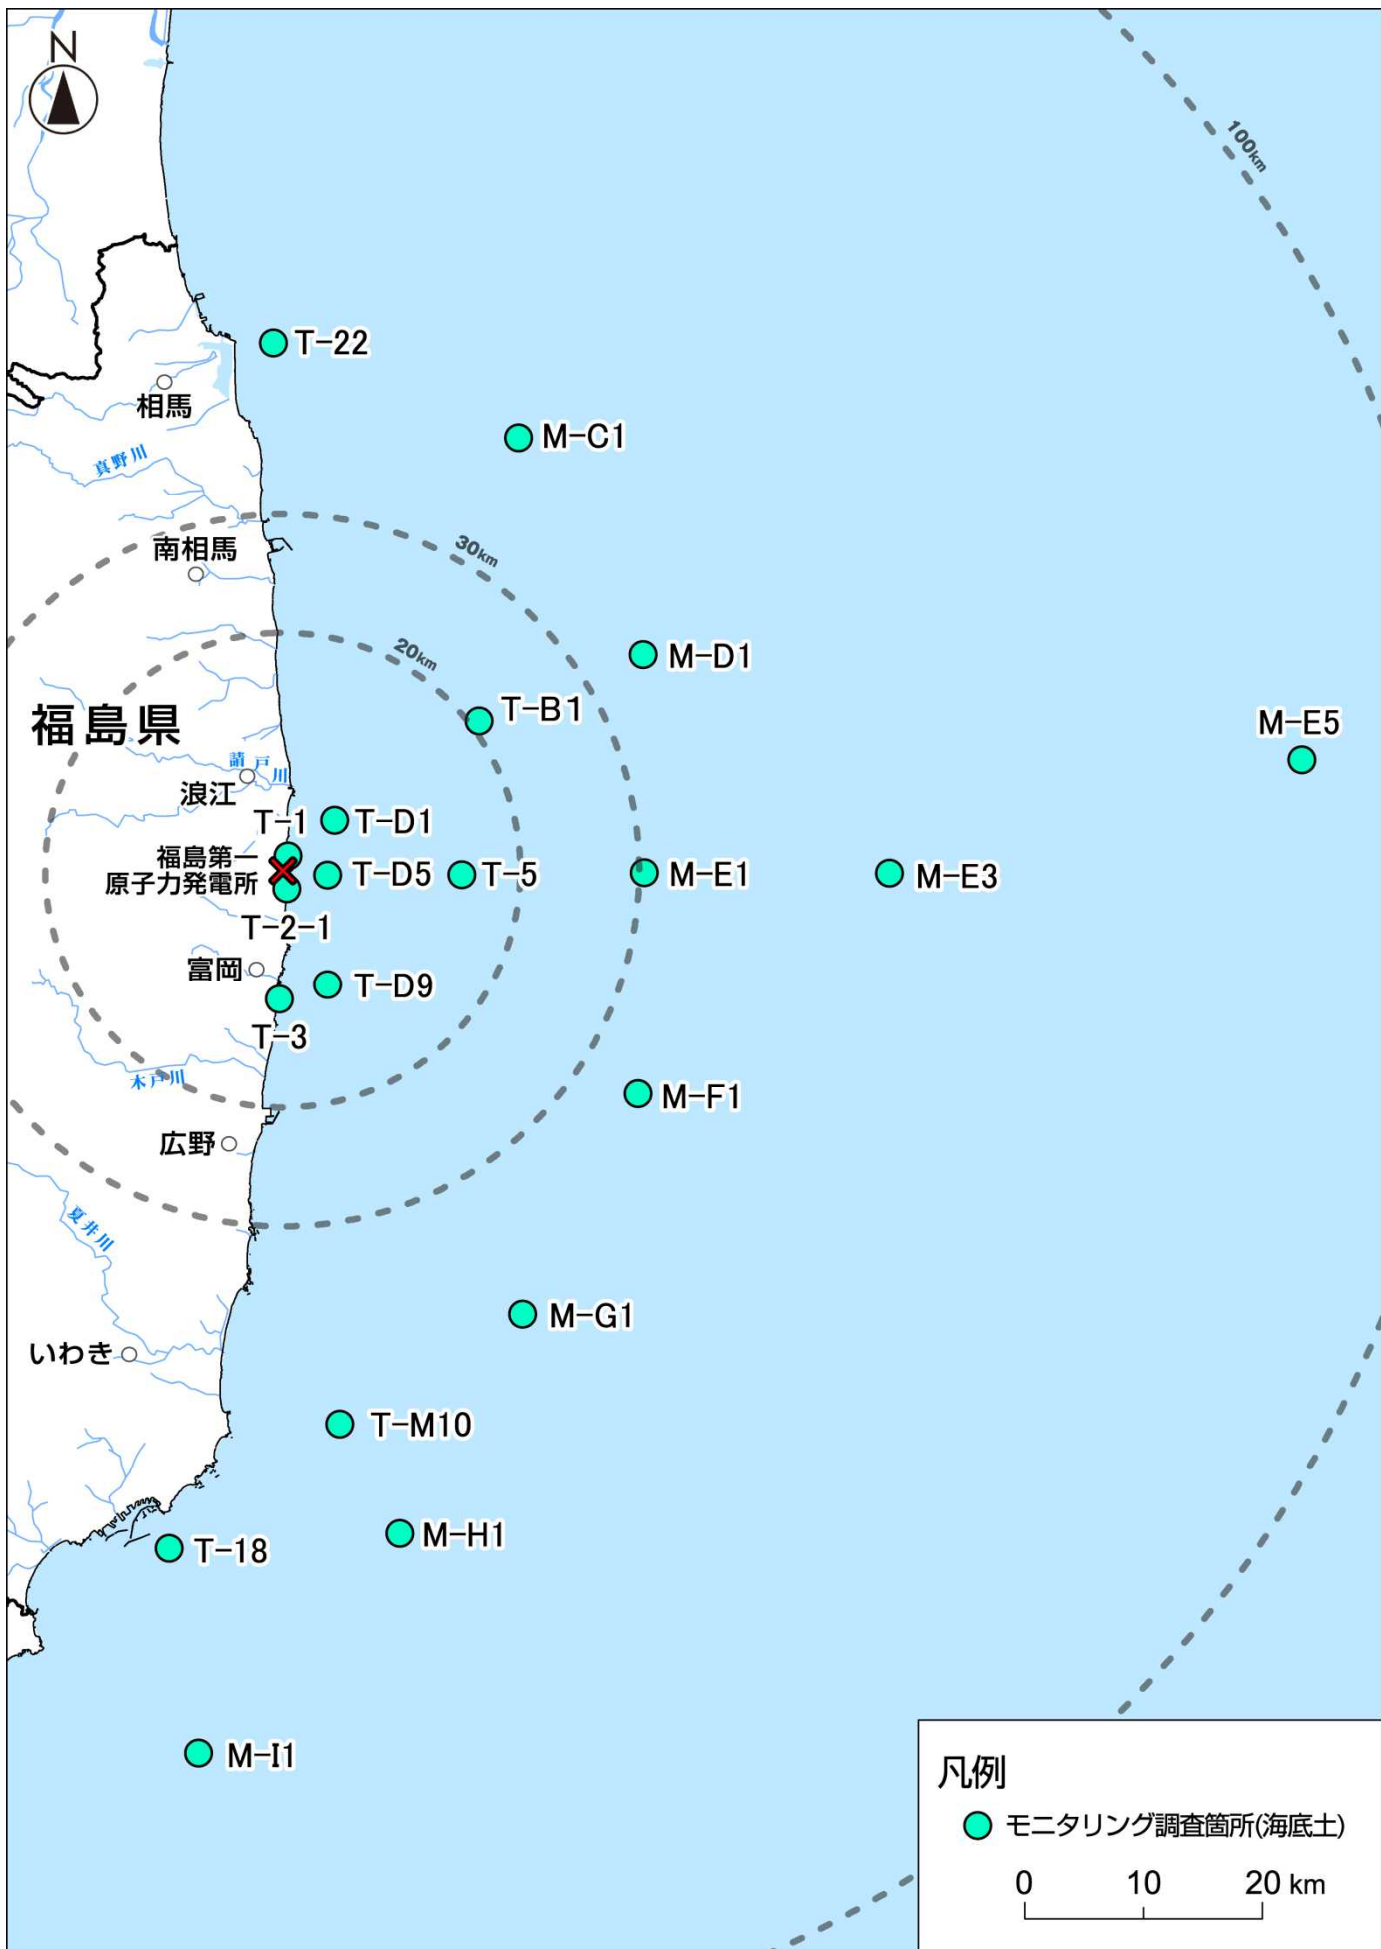 N
100km
T-22
相馬
M-C1
真野川
南相馬
30km
20km
M-D1
福島県
T-B1
M-E5
請戸川
浪江
T-1
T-D1
福島第一
原子力発電所
T-D5
T-5
M-E1
M-E3
T-2-1
富岡
T-D9
T-3
木戸川
M-F1
広野
夏井川
M-G1
いわき
T-M10
M-H1
T-18
M-I1
凡例
モニタリング調査箇所(海底土)
0 10 20 km